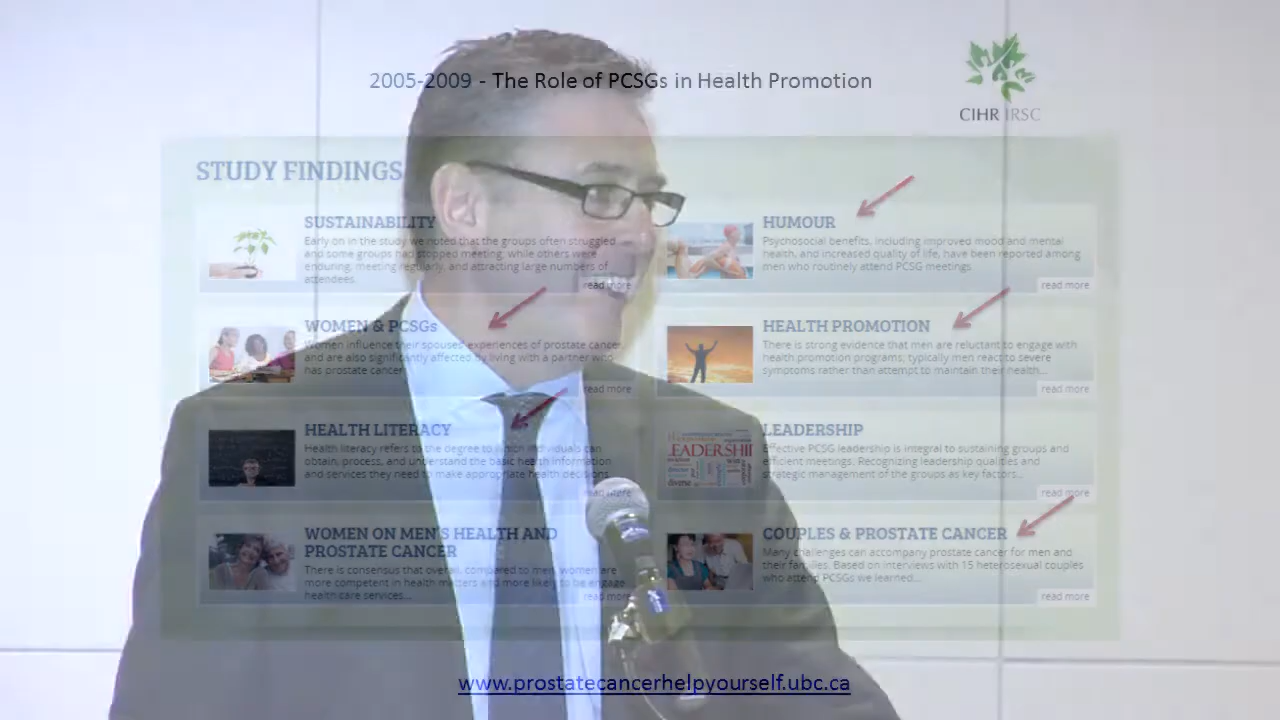 2005-2009 - The Role of PCSGs in Health Promotion
CIHR IRSC
STUDY FINDINGS
SUSTAINABILITY
Early on in the study we noted that the groups often struggled
and some groups had stopped meeting, while others were
enduring, meeting regularly, and attracting large numbers of
attendees.
read more
HUMOUR
Psychosocial benefits, including improved mood and mental
health, and increased quality of life, have been reported among
men who routinely attend PCSG meetings
read more
WOMEN & PCSGs
Women influence their spouses' experiences of prostate cancer,
and are also significantly affected by living with a partner who
has prostate cancer
read more
HEALTH PROMOTION
There is strong evidence that men are reluctant to engage with
health promotion programs; typically men react to severe
symptoms rather than attempt to maintain their health...
read more
HEALTH LITERACY
Health literacy refers to the degree to which individuals can
obtain, process, and understand the basic health information
and services they need to make appropriate health decisions
read more
LEADERSHIP
Effective PCSG leadership is integral to sustaining groups and
efficient meetings. Recognizing leadership qualities and
strategic management of the groups as key factors...
read more
WOMEN ON MEN'S HEALTH AND
PROSTATE CANCER
There is consensus that overall, compared to men, women are
more competent in health matters and more likely to be engage
health care services...
read more
COUPLES & PROSTATE CANCER
Many challenges can accompany prostate cancer for men and
their families. Based on interviews with 15 heterosexual couples
who attend PCSGs we learned...
read more
www.prostatecancerhelpyourself.ubc.ca